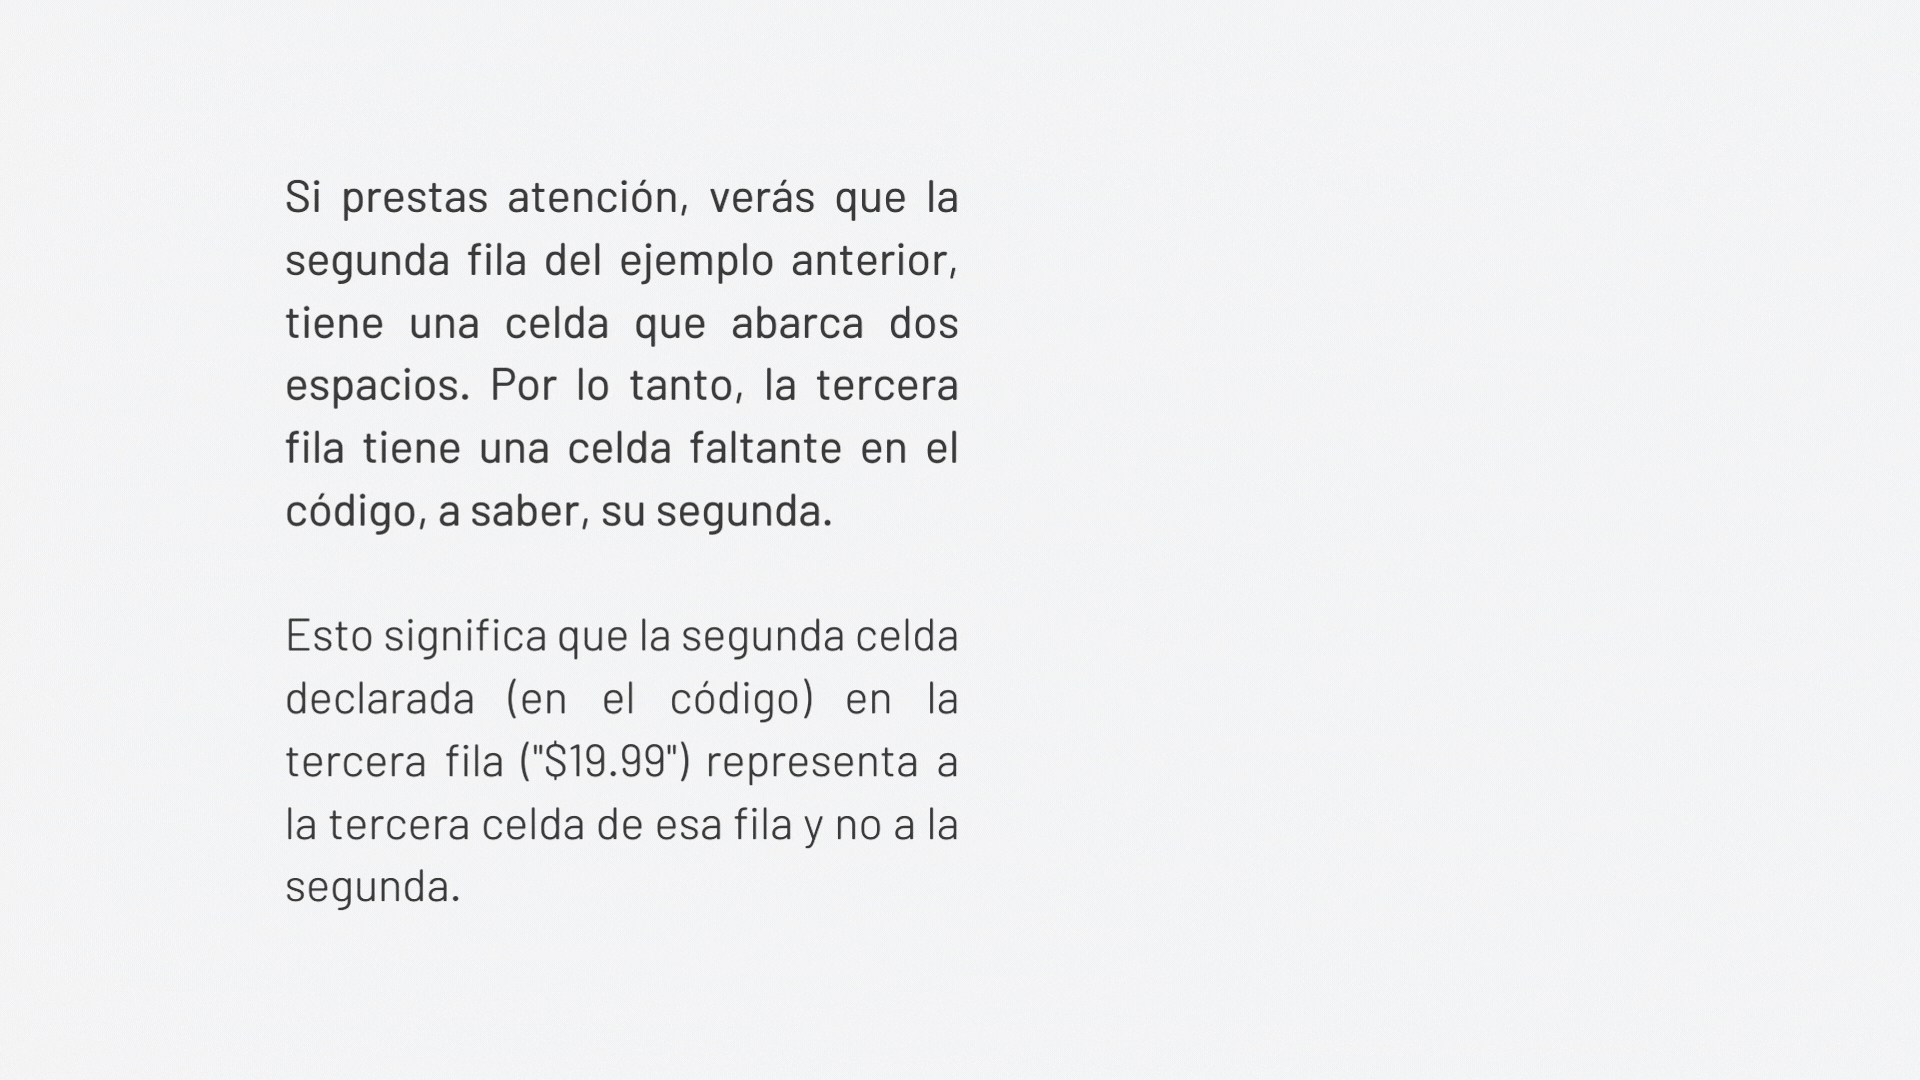 Si prestas atención, verás que la
segunda fila del ejemplo anterior,
tiene una celda que abarca dos
espacios. Por lo tanto, la tercera
fila tiene una celda faltante en el
código, a saber, su segunda.
Esto significa que la segunda celda
declarada (en el código) en la
tercera fila ("$19.99") representa a
la tercera celda de esa fila y no a la
segunda.